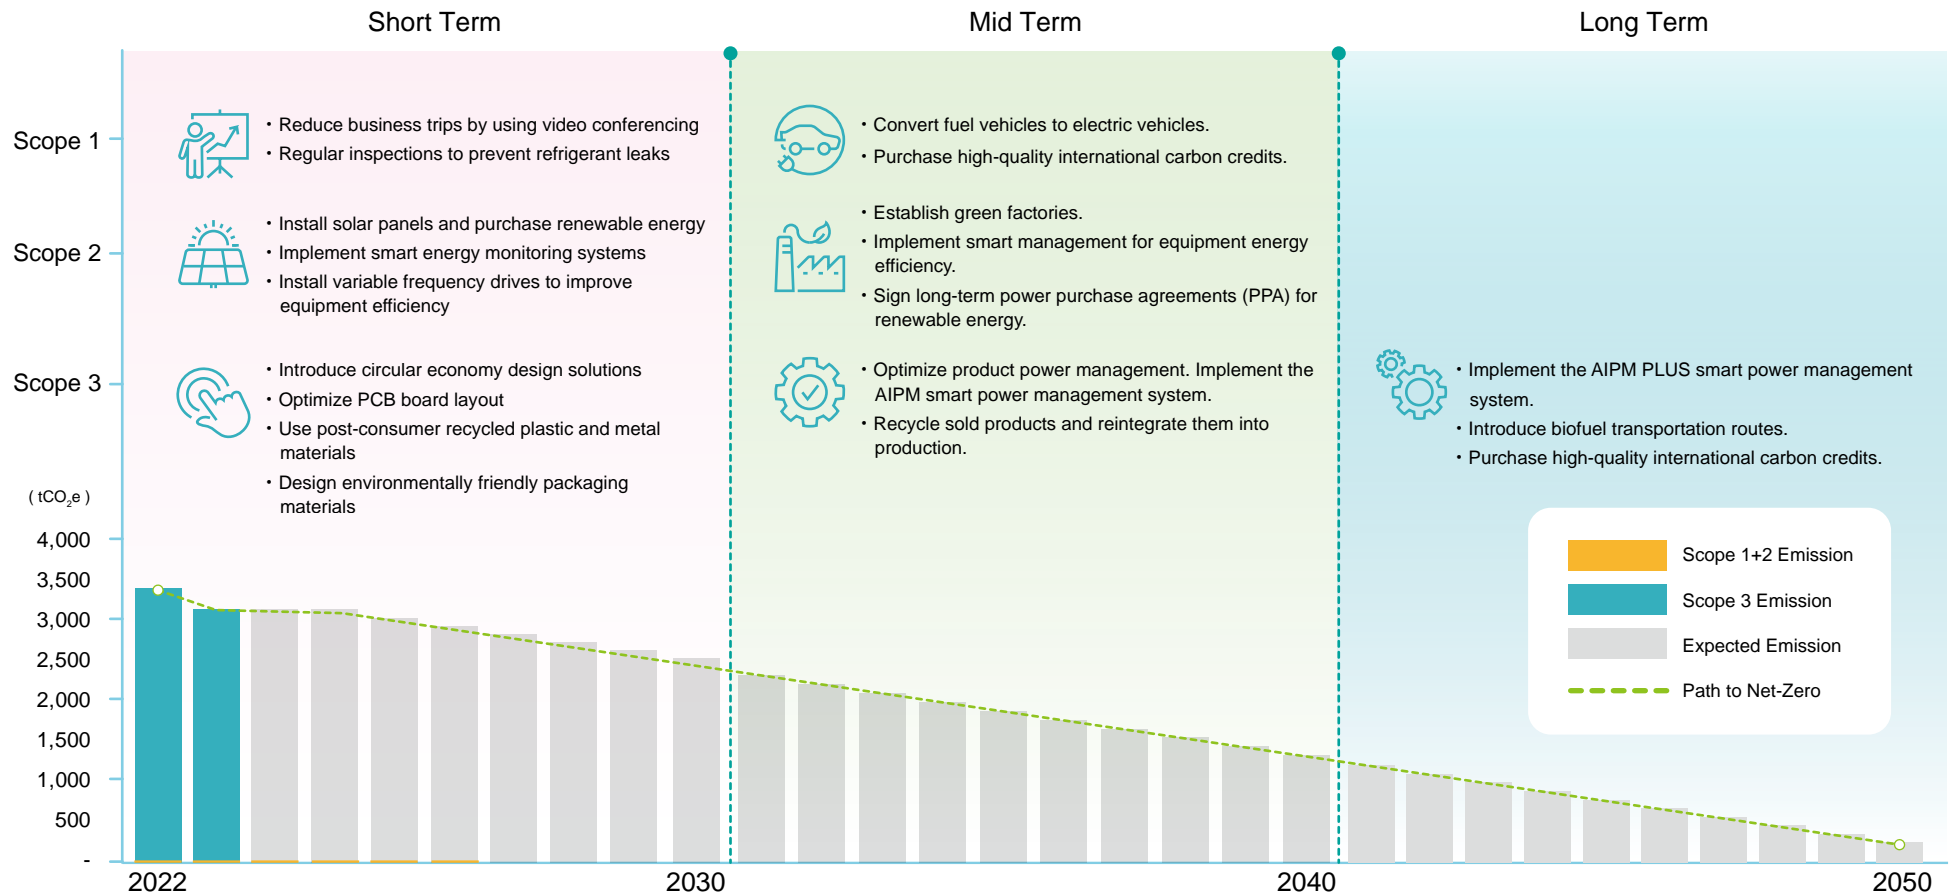 Short Term
Mid Term
Long Term
Scope 1
・Reduce business trips by using video conferencing
・Regular inspections to prevent refrigerant leaks
・Convert fuel vehicles to electric vehicles.
・Purchase high-quality international carbon credits.
Scope 2
・Install solar panels and purchase renewable energy
・Implement smart energy monitoring systems
・Install variable frequency drives to improve
equipment efficiency
・Establish green factories.
・Implement smart management for equipment energy
efficiency.
・Sign long-term power purchase agreements (PPA) for
renewable energy.
Scope 3
・Introduce circular economy design solutions
・Optimize PCB board layout
・Use post-consumer recycled plastic and metal
materials
・Design environmentally friendly packaging
materials
・Optimize product power management. Implement the
AIPM smart power management system.
・Recycle sold products and reintegrate them into
production.
・Implement the AIPM PLUS smart power management
system.
・Introduce biofuel transportation routes.
・Purchase high-quality international carbon credits.
( tCO₂e )
4,000
3,500
3,000
2,500
2,000
1,500
1,000
500
-
Scope 1+2 Emission
Scope 3 Emission
Expected Emission
Path to Net-Zero
2022
2030
2040
2050